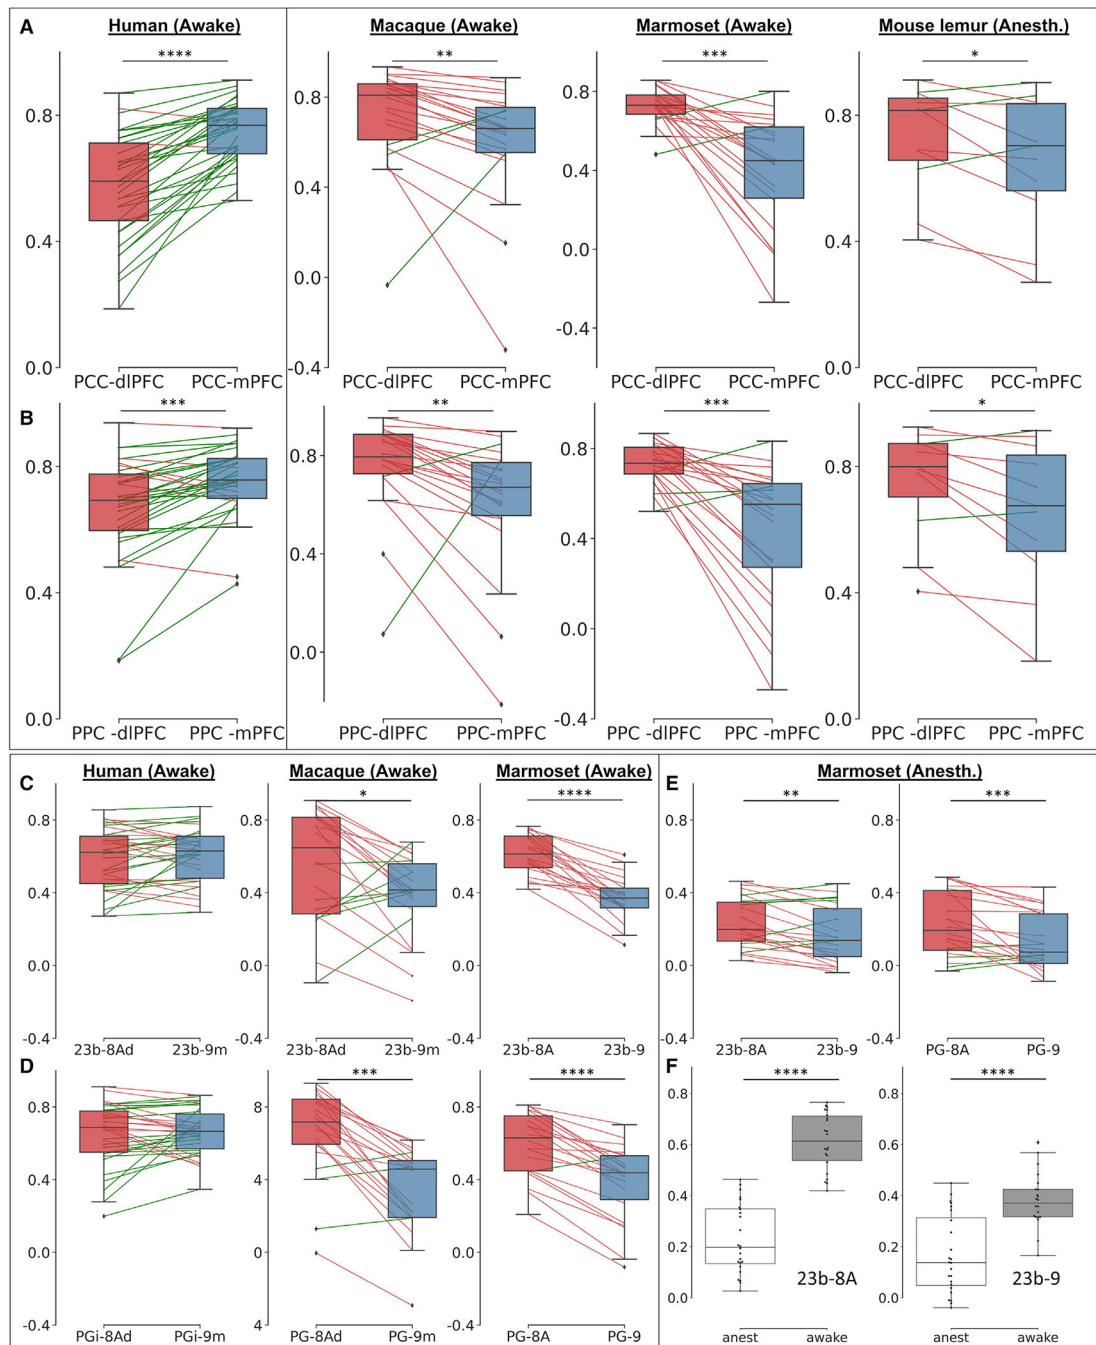 A
Human (Awake)
Macaque (Awake)
Marmoset (Awake)
Mouse lemur (Anesth.)
****
**
***
*
0.8
0.4
0.0
0.8
0.4
0.0
-0.4
0.8
0.4
0.0
-0.4
0.8
0.4
0.0
PCC-dlPFC PCC-mPFC
PCC-dlPFC PCC-mPFC
PCC-dlPFC PCC-mPFC
PCC-dlPFC PCC-mPFC
B
***
**
***
*
0.8
0.4
0.0
0.8
0.4
0.0
0.8
0.4
0.0
-0.4
0.8
0.4
0.0
PPC -dlPFC PPC -mPFC
PPC-dlPFC PPC-mPFC
PPC -dlPFC PPC -mPFC
PPC -dlPFC PPC -mPFC
C
Human (Awake)
Macaque (Awake)
Marmoset (Awake)
*
****
0.8
0.4
0.0
-0.4
0.8
0.4
0.0
-0.4
0.8
0.4
0.0
-0.4
23b-8Ad 23b-9m
23b-8Ad 23b-9m
23b-8A 23b-9
E
Marmoset (Anesth.)
**
***
0.8
0.4
0.0
-0.4
0.8
0.4
0.0
-0.4
23b-8A 23b-9
PG-8A PG-9
D
***
****
0.8
0.4
0.0
-0.4
8
4
0
4
0.8
0.4
0.0
-0.4
PGi-8Ad PGi-9m
PG-8Ad PG-9m
PG-8A PG-9
F
****
****
0.8
0.6
0.4
0.2
0.0
23b-8A
anest awake
0.8
0.6
0.4
0.2
0.0
23b-9
anest awake